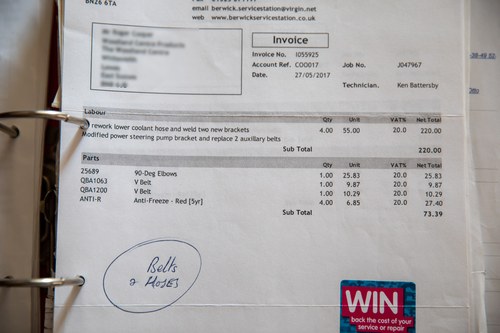 BN26 6TA
email berwick.servicestation@virgin.net
web www.berwickservicestation.co.uk
Invoice
Invoice No. I055925
Account Ref. COO017 Job No. J047967
Date. 27/05/2017
Technician. Ken Battersby
Labour Qty Unit VAT% Net Total
rework lower coolant hose and weld two new brackets 4.00 55.00 20.0 220.00
Modified power steering pump bracket and replace 2 auxillary belts
Sub Total 220.00
Parts Qty Unit VAT% Net Total
25689 90-Deg Elbows 1.00 25.83 20.0 25.83
QBA1063 V Belt 1.00 9.87 20.0 9.87
QBA1200 V Belt 1.00 10.29 20.0 10.29
ANTI-R Anti-Freeze - Red [5yr] 4.00 6.85 20.0 27.40
Sub Total 73.39
Belts
& HOSES
WIN
back the cost of your
service or repair